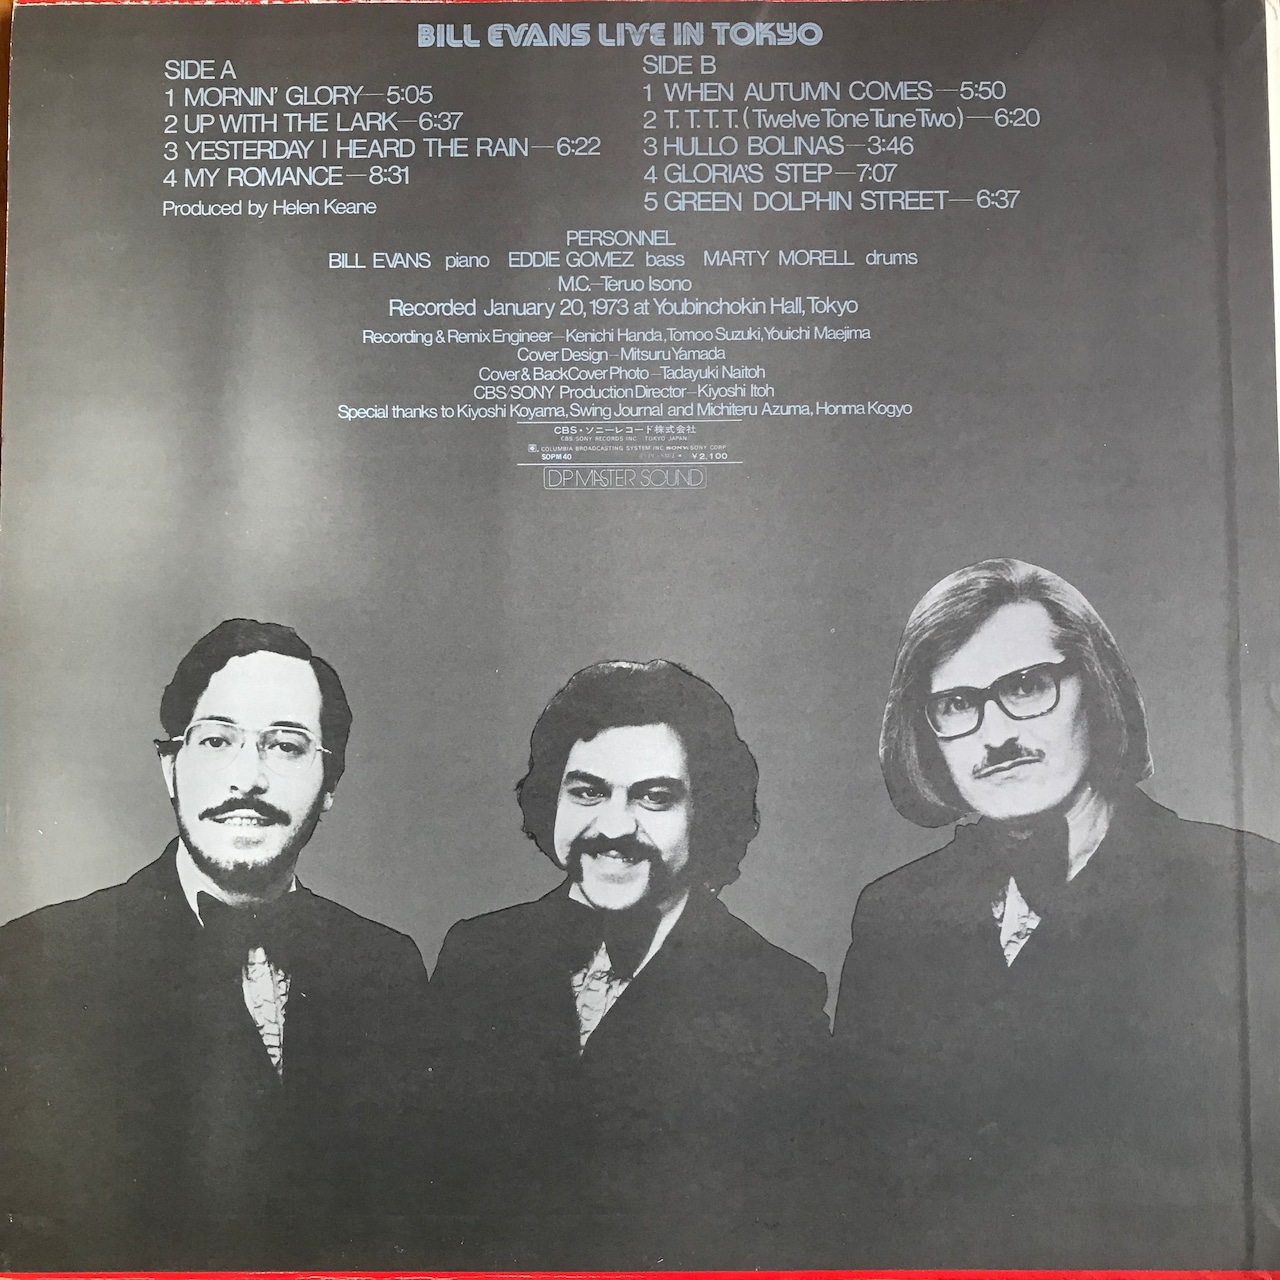 BILL EVANS LIVE IN TOKYO
SIDE A
1 MORNIN' GLORY—5:05
2 UP WITH THE LARK—6:37
3 YESTERDAY I HEARD THE RAIN—6:22
4 MY ROMANCE—8:31
Produced by Helen Keane
SIDE B
1 WHEN AUTUMN COMES—5:50
2 T.T.T.T. (Twelve Tone Tune Two)—6:20
3 HULLO BOLINAS—3:46
4 GLORIA'S STEP—7:07
5 GREEN DOLPHIN STREET—6:37
PERSONNEL
BILL EVANS piano EDDIE GOMEZ bass MARTY MORELL drums
M.C.—Teruo Isono
Recorded January 20, 1973 at Youbinchokin Hall, Tokyo
Recording & Remix Engineer—Kenichi Handa, Tomoo Suzuki, Youichi Maejima
Cover Design—Mitsuru Yamada
Cover & BackCover Photo—Tadayuki Naitoh
CBS/SONY Production Director—Kiyoshi Itoh
Special thanks to Kiyoshi Koyama, Swing Journal and Michiteru Azuma, Honma Kogyo
CBS・ソニーレコード株式会社
CBS/SONY RECORDS INC. TOKYO JAPAN
COLUMBIA BROADCASTING SYSTEM INC. SONY CORP.
SOPM 40 ¥2,100
DP MASTER SOUND